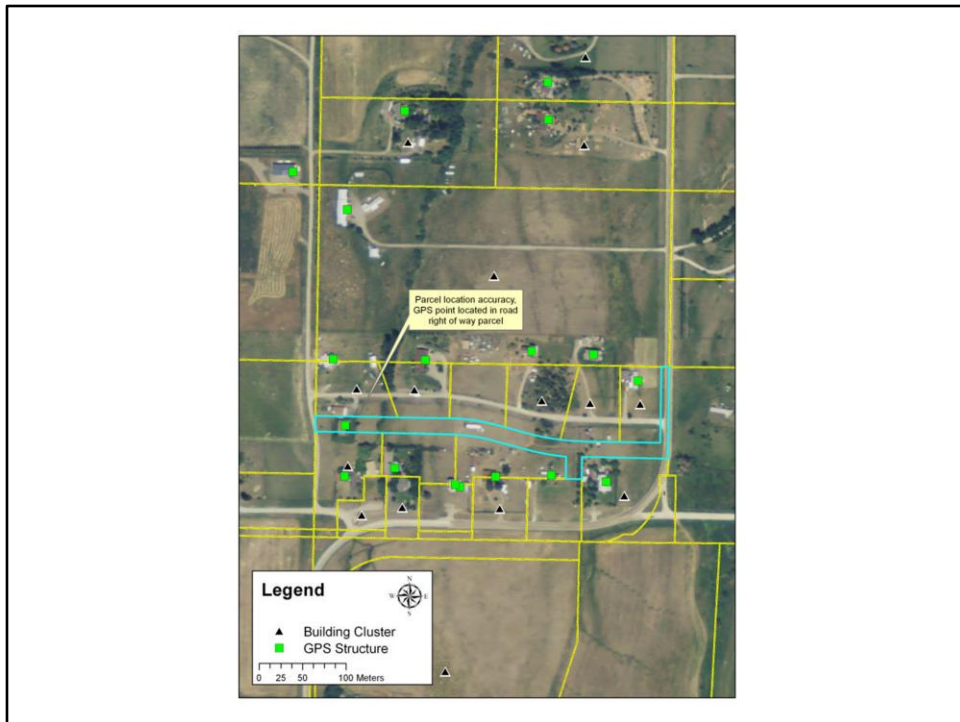 Parcel location accuracy,
GPS point located in road
right of way parcel
Legend
N
W E
S
Building Cluster
GPS Structure
0 25 50 100 Meters